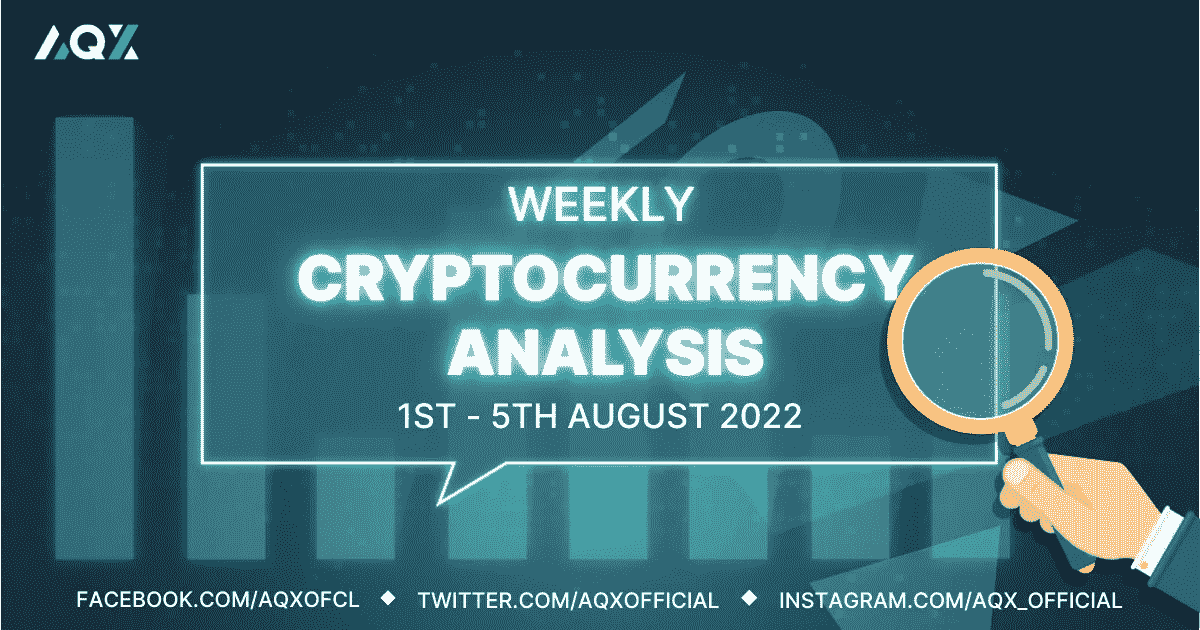 AQX
WEEKLY
CRYPTOCURRENCY
ANALYSIS
1ST - 5TH AUGUST 2022
FACEBOOK.COM/AQXOFCL ◆ TWITTER.COM/AQXOFFICIAL ◆ INSTAGRAM.COM/AQX_OFFICIAL